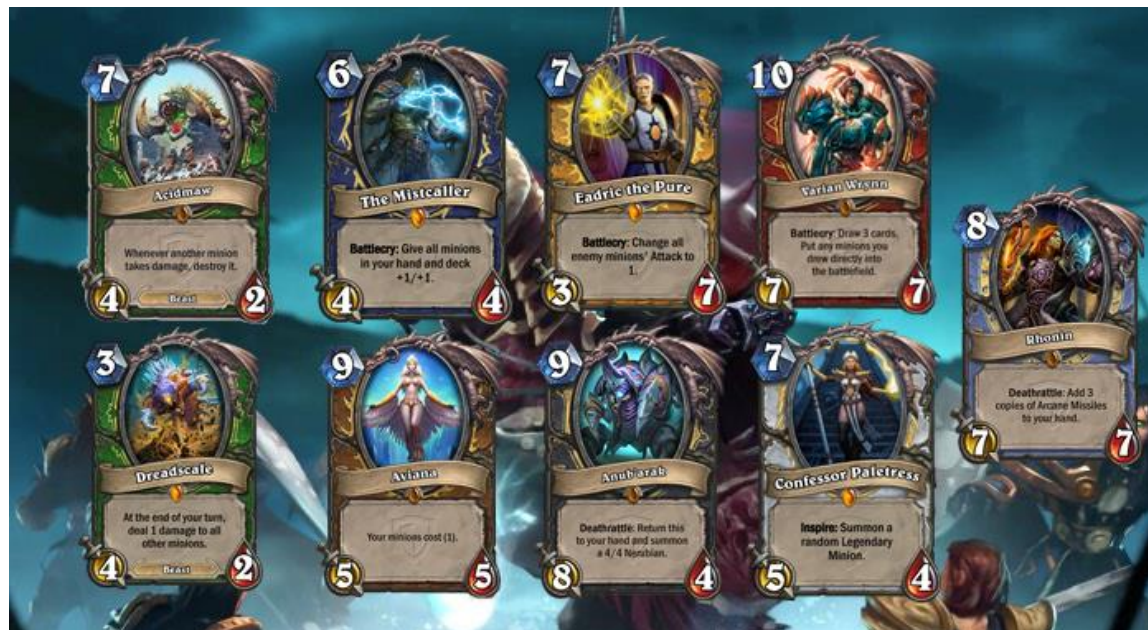 7
Acidmaw
Whenever another minion
takes damage, destroy it.
4
Beast
2
6
The Mistcaller
Battlecry: Give all minions
in your hand and deck
+1/+1.
4
4
7
Eadric the Pure
Battlecry: Change all
enemy minions' Attack to
1.
3
7
10
Varian Wrynn
Battlecry: Draw 3 cards.
Put any minions you
drew directly into
the battlefield.
7
7
8
Rhonin
Deathrattle: Add 3
copies of Arcane Missiles
to your hand.
7
7
3
Dreadscale
At the end of your turn,
deal 1 damage to all
other minions.
4
Beast
2
9
Aviana
Your minions cost (1).
5
5
9
Anub'arak
Deathrattle: Return this
to your hand and summon
a 4/4 Nerubian.
8
4
7
Confessor Paletress
Inspire: Summon a
random Legendary
Minion.
5
4